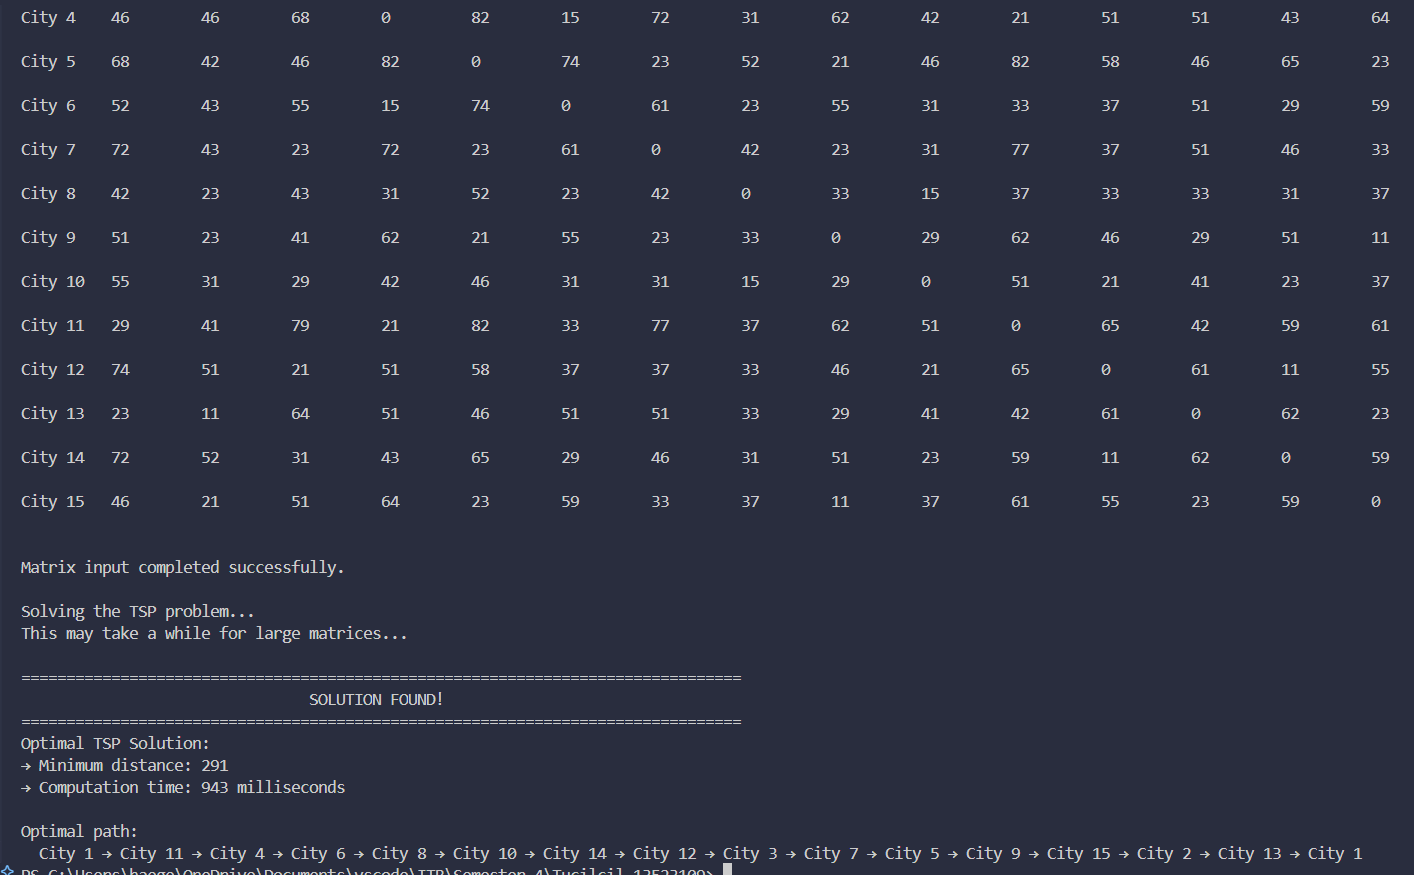 City 4 46 46 68 0 82 15 72 31 62 42 21 51 51 43 64
City 5 68 42 46 82 0 74 23 52 21 46 82 58 46 65 23
City 6 52 43 55 15 74 0 61 23 55 31 33 37 51 29 59
City 7 72 43 23 72 23 61 0 42 23 31 77 37 51 46 33
City 8 42 23 43 31 52 23 42 0 33 15 37 33 33 31 37
City 9 51 23 41 62 21 55 23 33 0 29 62 46 29 51 11
City 10 55 31 29 42 46 31 31 15 29 0 51 21 41 23 37
City 11 29 41 79 21 82 33 77 37 62 51 0 65 42 59 61
City 12 74 51 21 51 58 37 37 33 46 21 65 0 61 11 55
City 13 23 11 64 51 46 51 51 33 29 41 42 61 0 62 23
City 14 72 52 31 43 65 29 46 31 51 23 59 11 62 0 59
City 15 46 21 51 64 23 59 33 37 11 37 61 55 23 59 0
Matrix input completed successfully.
Solving the TSP problem...
This may take a while for large matrices...
================================================================================
SOLUTION FOUND!
================================================================================
Optimal TSP Solution:
→ Minimum distance: 291
→ Computation time: 943 milliseconds
Optimal path:
City 1 → City 11 → City 4 → City 6 → City 8 → City 10 → City 14 → City 12 → City 3 → City 7 → City 5 → City 9 → City 15 → City 2 → City 13 → City 1
PS C:\Users\haege\OneDrive\Documents\vscode\ITB\Semester 4\Tucilcil_13523109>